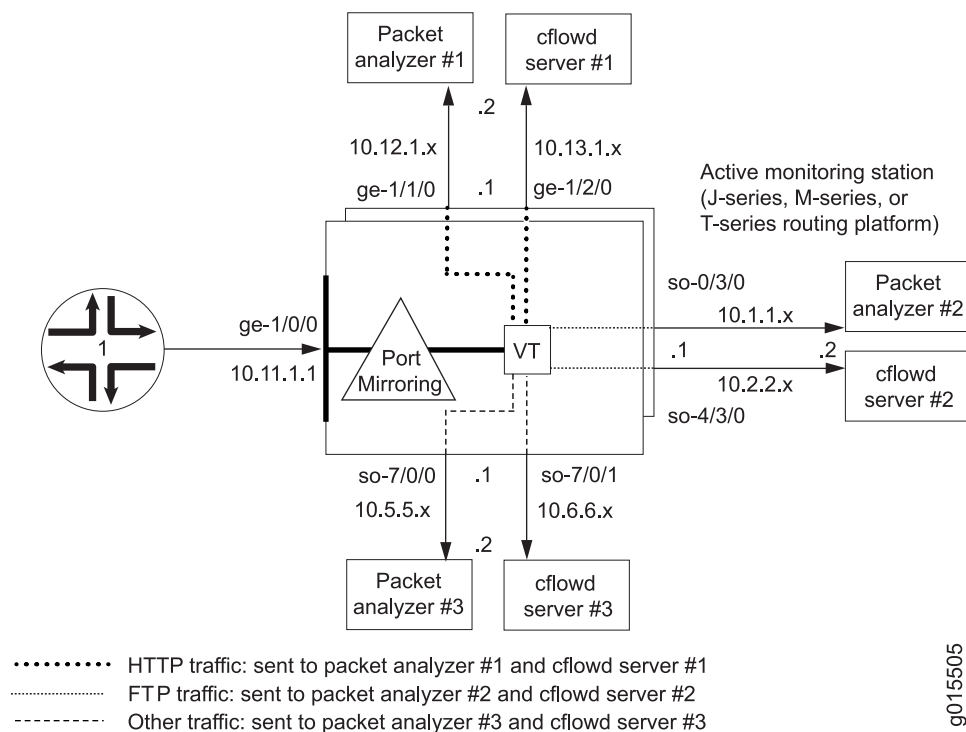 Packet
analyzer #1
cflowd
server #1
.2
10.12.1.x
10.13.1.x
ge-1/1/0
.1
ge-1/2/0
Active monitoring station
(J-series, M-series, or
T-series routing platform)
so-0/3/0
Packet
analyzer #2
10.1.1.x
ge-1/0/0
1
VT
.1
.2
Port
Mirroring
10.11.1.1
10.2.2.x
cflowd
server #2
so-4/3/0
so-7/0/0
.1
so-7/0/1
10.5.5.x
10.6.6.x
.2
Packet
analyzer #3
cflowd
server #3
HTTP traffic: sent to packet analyzer #1 and cflowd server #1
FTP traffic: sent to packet analyzer #2 and cflowd server #2
Other traffic: sent to packet analyzer #3 and cflowd server #3
g015505